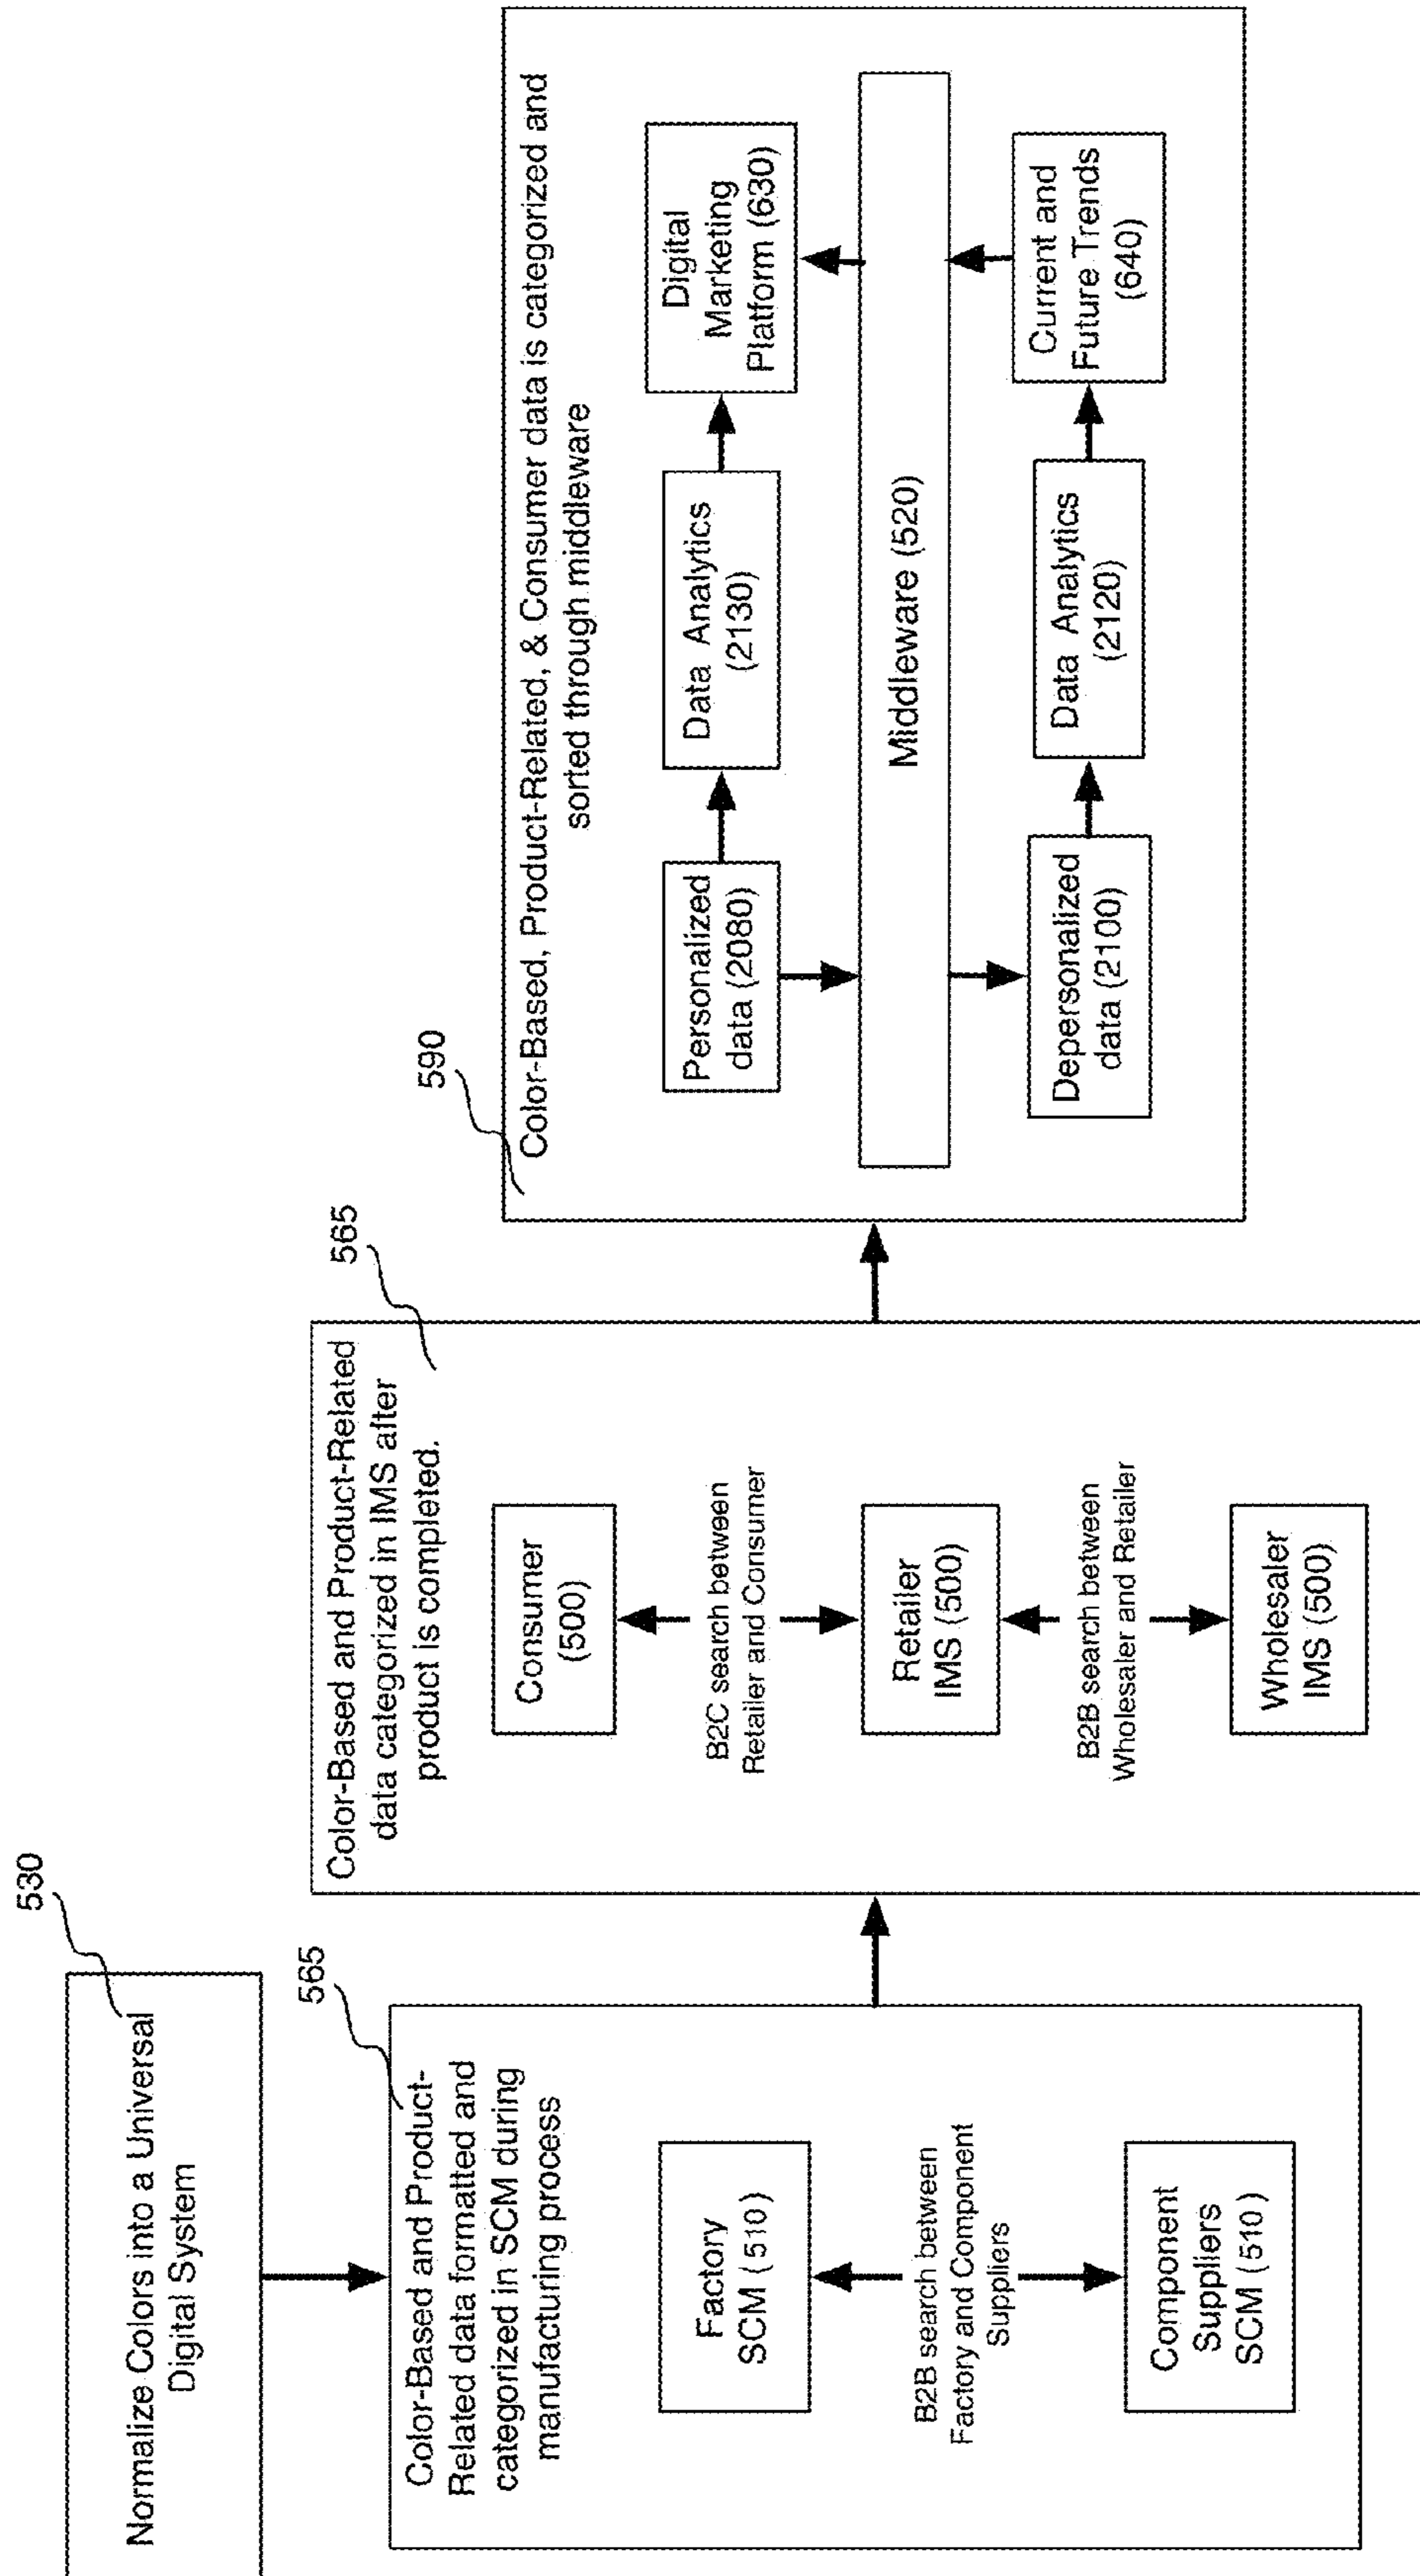 530
Normalize Colors into a Universal
Digital System
565
Color-Based and Product-
Related data formatted and
categorized in SCM during
manufacturing process
Factory
SCM (510)
B2B search between
Factory and Component
Suppliers
Component
Suppliers
SCM (510)
565
Color-Based and Product-Related
data categorized in IMS after
product is completed.
Consumer
(500)
B2C search between
Retailer and Consumer
Retailer
IMS (500)
B2B search between
Wholesaler and Retailer
Wholesaler
IMS (500)
590
Color-Based, Product-Related, & Consumer data is categorized and
sorted through middleware
Personalized
data (2080)
Data Analytics
(2130)
Digital
Marketing
Platform (630)
Middleware (520)
Depersonalized
data (2100)
Data Analytics
(2120)
Current and
Future Trends
(640)